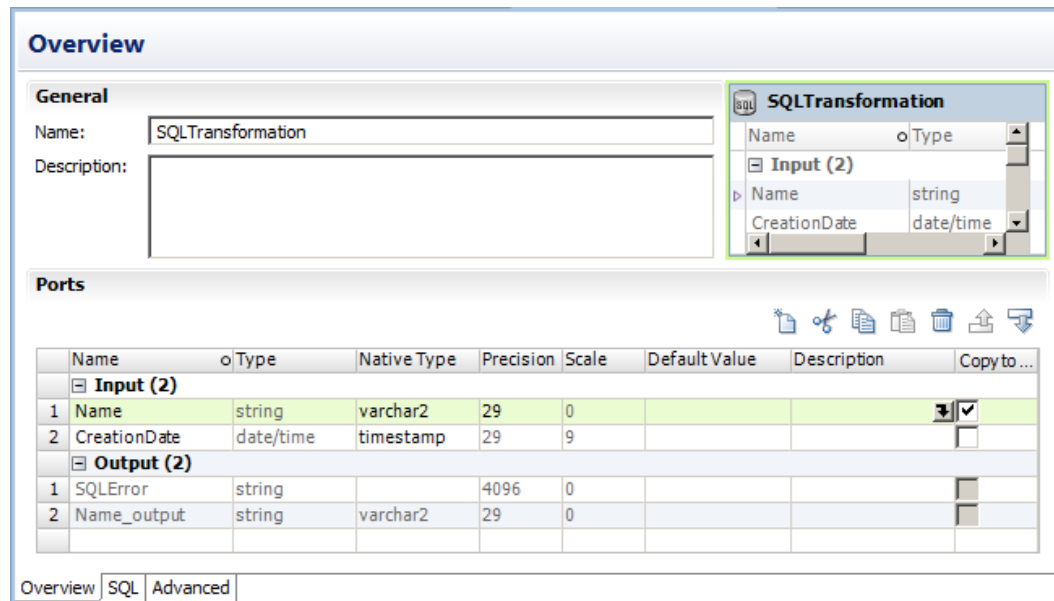 Overview
General
Name: SQLTransformation
Description:
SQL SQLTransformation
Name Type
Input (2)
Name string
CreationDate date/time
Ports
Name Type Native Type Precision Scale Default Value Description Copy to ...
Input (2)
1 Name string varchar2 29 0
2 CreationDate date/time timestamp 29 9
Output (2)
1 SQLError string 4096 0
2 Name_output string varchar2 29 0
Overview SQL Advanced